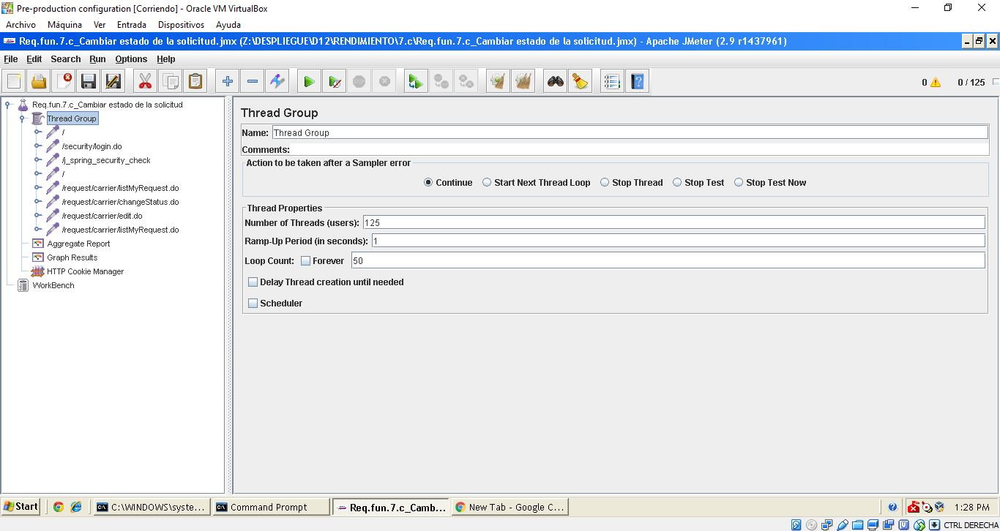 Pre-production configuration [Corriendo] - Oracle VM VirtualBox
Archivo Máquina Ver Entrada Dispositivos Ayuda
Req.fun.7.c_Cambiar estado de la solicitud.jmx (Z:\DESPLIEGUE\D12\RENDIMIENTO\7.c\Req.fun.7.c_Cambiar estado de la solicitud.jmx) - Apache JMeter (2.9 r1437961)
File Edit Search Run Options Help
0 0 / 125
Req.fun.7.c_Cambiar estado de la solicitud
Thread Group
/
/security/login.do
/j_spring_security_check
/
/request/carrier/listMyRequest.do
/request/carrier/changeStatus.do
/request/carrier/edit.do
/request/carrier/listMyRequest.do
Aggregate Report
Graph Results
HTTP Cookie Manager
WorkBench
Thread Group
Name: Thread Group
Comments:
Action to be taken after a Sampler error
Continue Start Next Thread Loop Stop Thread Stop Test Stop Test Now
Thread Properties
Number of Threads (users): 125
Ramp-Up Period (in seconds): 1
Loop Count: Forever 50
Delay Thread creation until needed
Scheduler
Start C:\WINDOWS\syste... Command Prompt Req.fun.7.c_Camb... New Tab - Google C... 1:28 PM
CTRL DERECHA